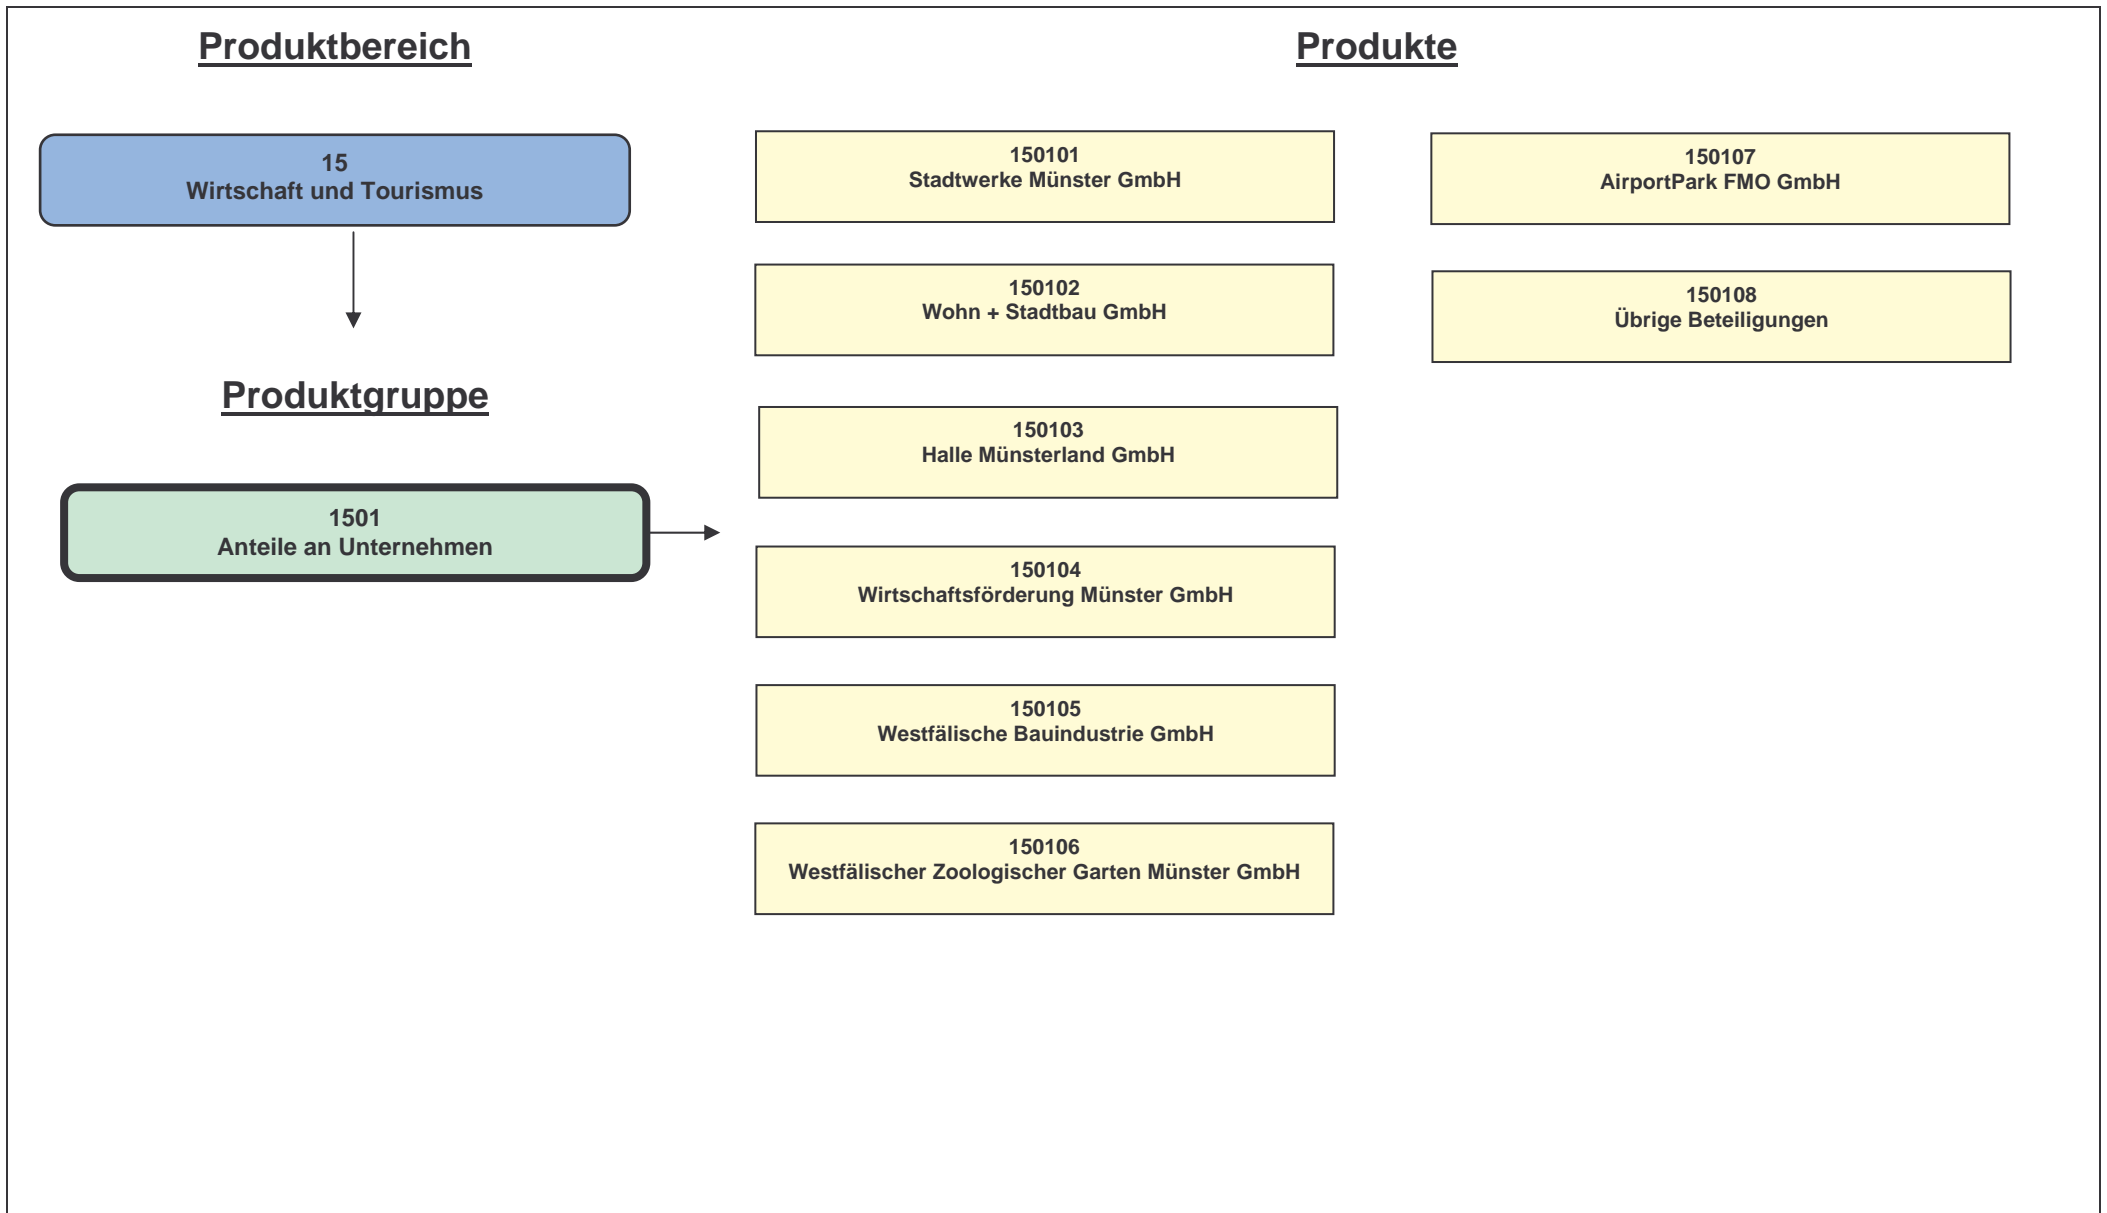 Produktbereich
Produkte
15
Wirtschaft und Tourismus
Produktgruppe
1501
Anteile an Unternehmen
150101
Stadtwerke Münster GmbH
150102
Wohn + Stadtbau GmbH
150103
Halle Münsterland GmbH
150104
Wirtschaftsförderung Münster GmbH
150105
Westfälische Bauindustrie GmbH
150106
Westfälischer Zoologischer Garten Münster GmbH
150107
AirportPark FMO GmbH
150108
Übrige Beteiligungen